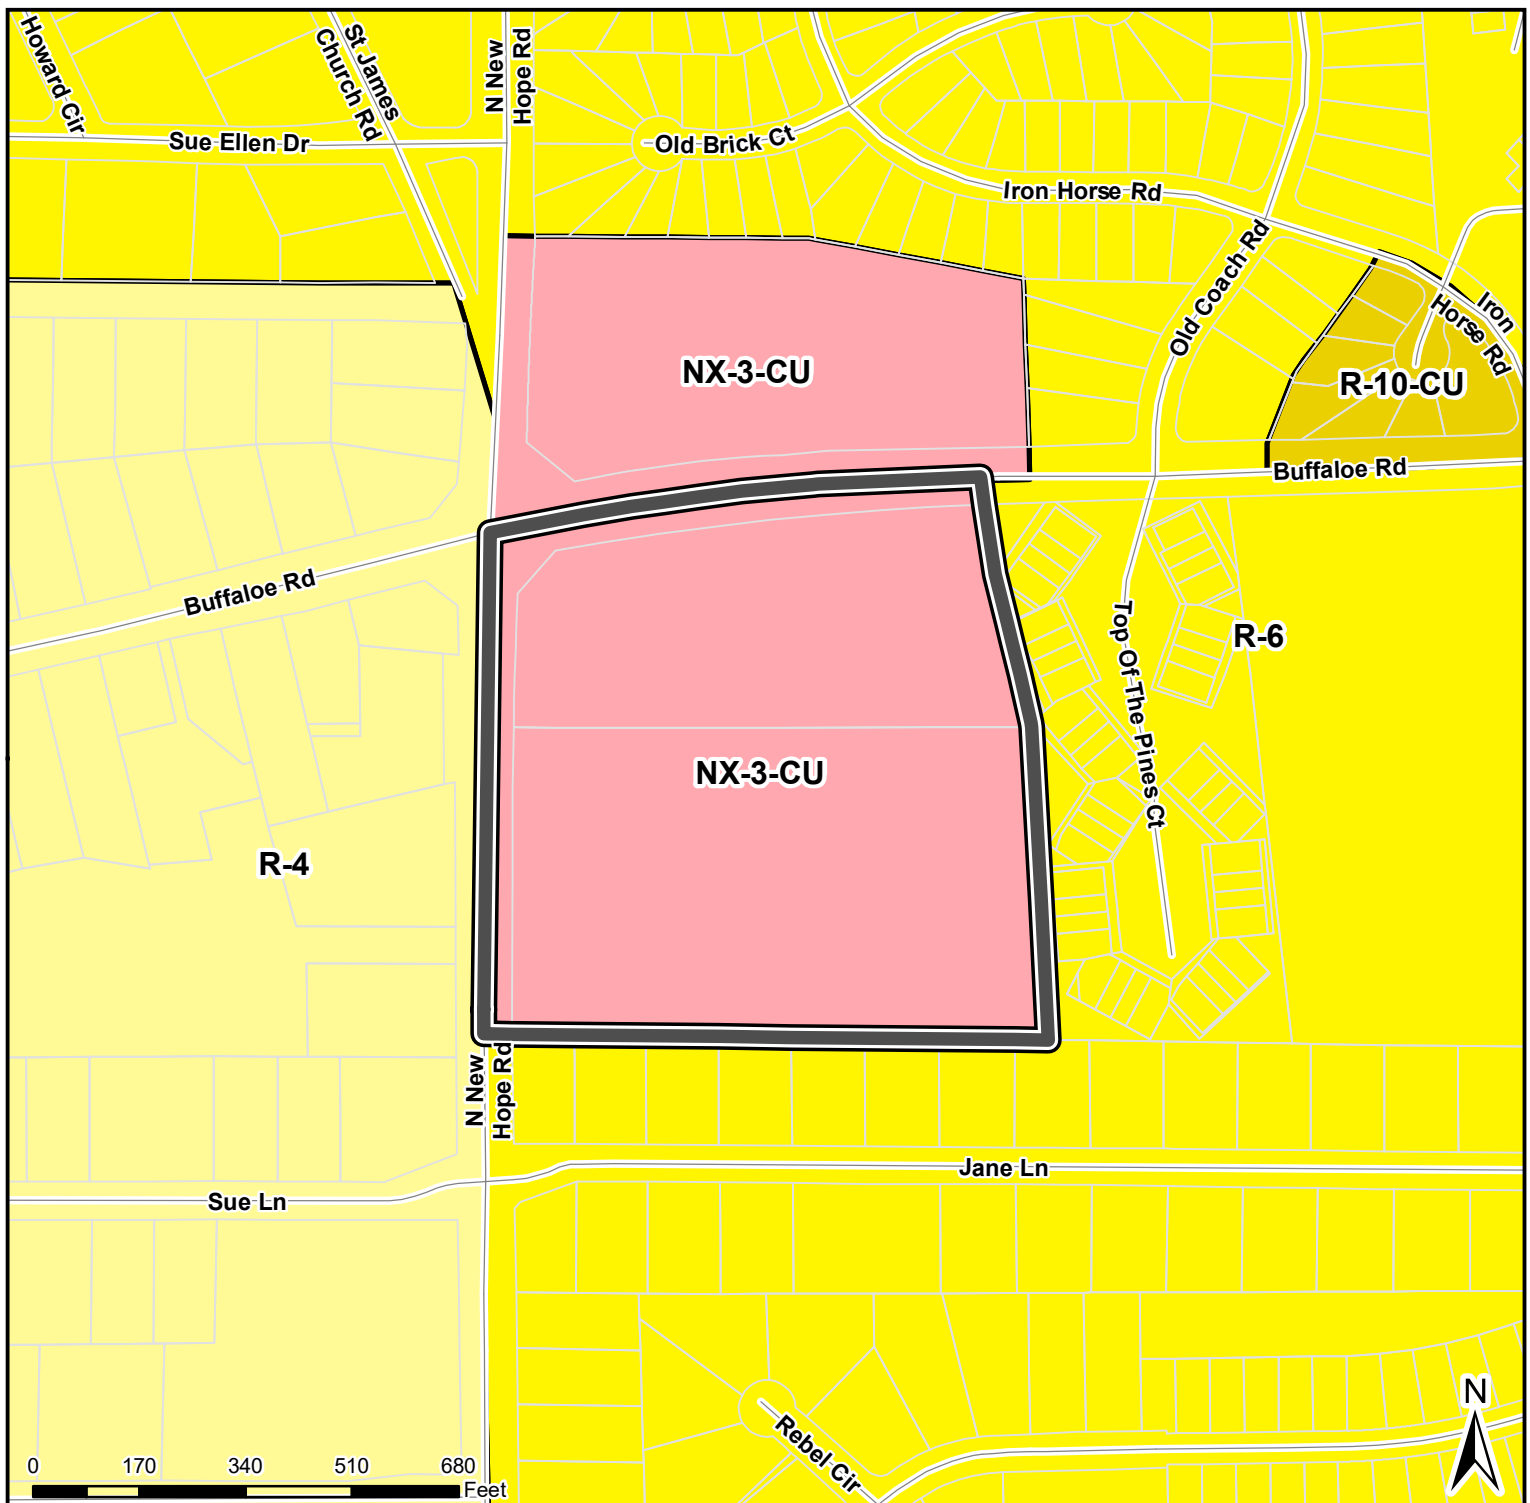 Howard Cir
St James
Church Rd
N New
Hope Rd
Sue Ellen Dr
Old Brick Ct
Iron Horse Rd
Old Coach Rd
Iron
Horse Rd
NX-3-CU
R-10-CU
Buffaloe Rd
Buffaloe Rd
Top Of The Pines Ct
R-6
NX-3-CU
R-4
N New
Hope Rd
Jane Ln
Sue Ln
Rebel Cir
N
0 170 340 510 680
Feet